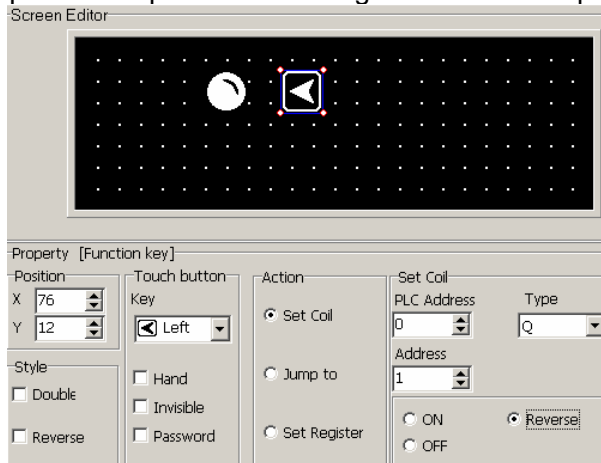 Screen Editor
Property [Function key]
Position
X 76
Y 12
Style
Double
Reverse
Touch button
Key
Left
Hand
Invisible
Password
Action
Set Coil
Jump to
Set Register
Set Coil
PLC Address
Type
0
Q
Address
1
ON
Reverse
OFF